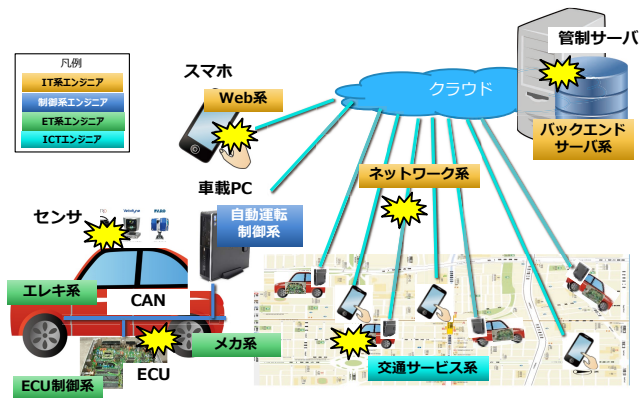 凡例
IT系エンジニア
制御系エンジニア
ET系エンジニア
ICTエンジニア
スマホ
Web系
クラウド
管制サーバ
バックエンド
サーバ系
車載PC
自動運転
制御系
ネットワーク系
センサ
Velodyne
FARO
エレキ系
CAN
メカ系
ECU
ECU制御系
交通サービス系